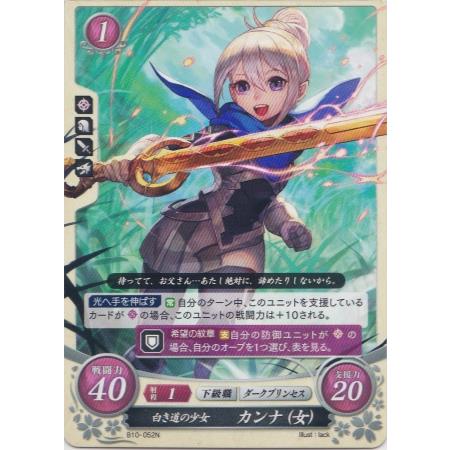 1
待ってて、お父さん…あたし絶対に、諦めたりしないから。
光へ手を伸ばす 常 自分のターン中、このユニットを支援している
カードが の場合、このユニットの戦闘力は+10される。
希望の紋章 支 自分の防御ユニットが
の場合、自分のオーブを1つ選び、表を見る。
戦闘力
40
射程 1 下級職 ダークプリンセス
支援力
20
白き道の少女 カンナ(女)
B10-052N Illust : lack